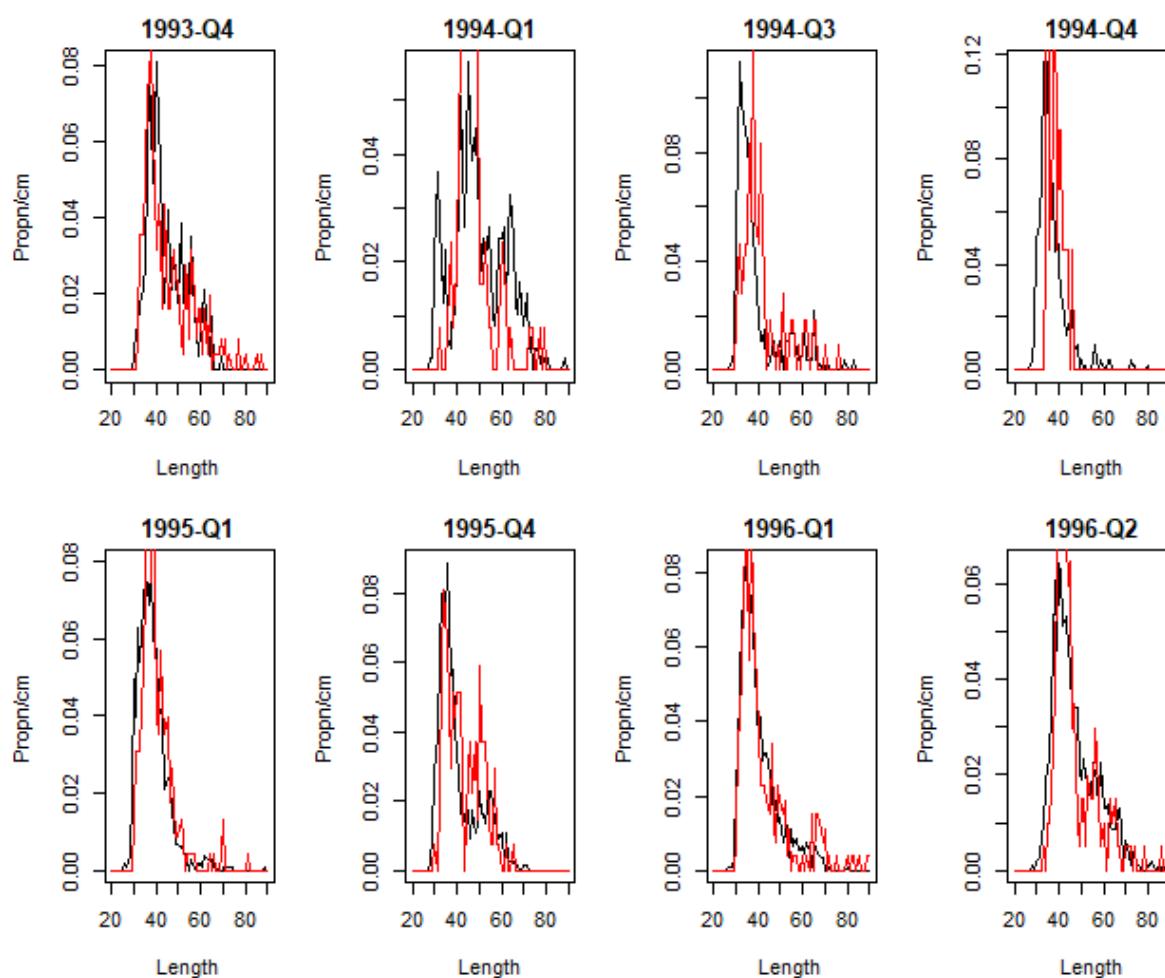 1993-Q4 1994-Q1 1994-Q3 1994-Q4
Propn/cm Propn/cm Propn/cm Propn/cm
0.08 0.06 0.04 0.02 0.00
0.04 0.02 0.00
0.08 0.04 0.00
0.12 0.08 0.04 0.00
20 40 60 80 20 40 60 80 20 40 60 80 20 40 60 80
Length Length Length Length
1995-Q1 1995-Q4 1996-Q1 1996-Q2
Propn/cm Propn/cm Propn/cm Propn/cm
0.08 0.06 0.04 0.02 0.00
0.08 0.06 0.04 0.02 0.00
0.08 0.06 0.04 0.02 0.00
0.06 0.04 0.02 0.00
20 40 60 80 20 40 60 80 20 40 60 80 20 40 60 80
Length Length Length Length